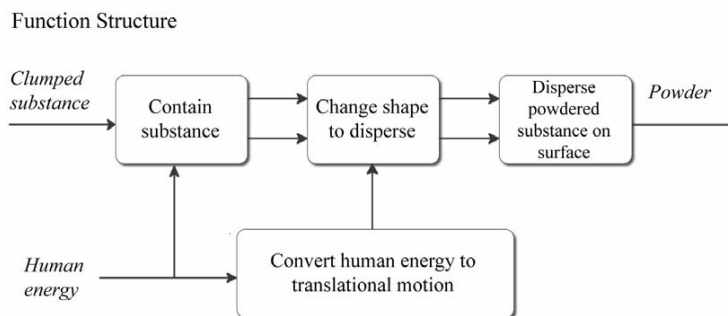 Function Structure
Clumped
substance
Contain
substance
Change shape
to disperse
Disperse
powdered
substance on
surface
Powder
Human
energy
Convert human energy to
translational motion